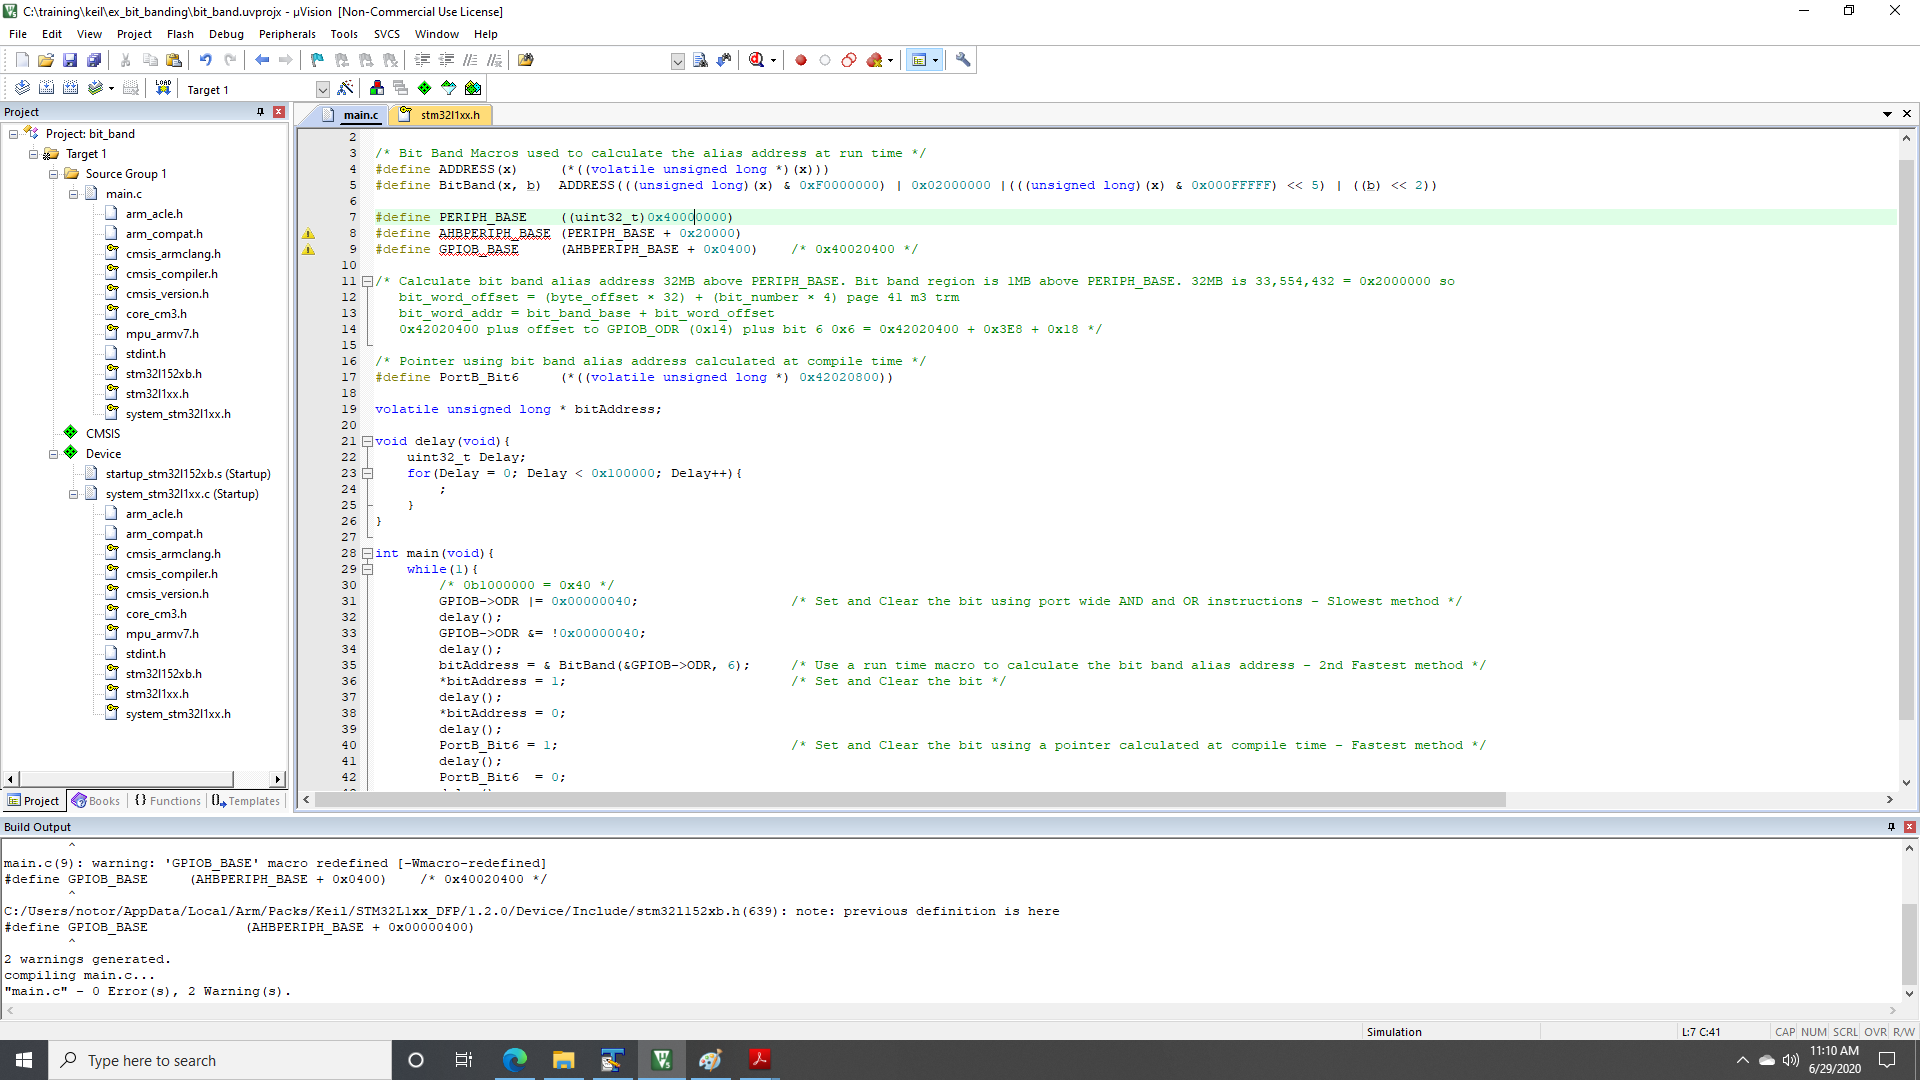 C:\training\keil\ex_bit_banding\bit_band.uvprojx - µVision  [Non-Commercial Use License]
File Edit View Project Flash Debug Peripherals Tools SVCS Window Help
LOAD Target 1
Project
main.c stm32l1xx.h
Project: bit_band
Target 1
Source Group 1
main.c
arm_acle.h
arm_compat.h
cmsis_armclang.h
cmsis_compiler.h
cmsis_version.h
core_cm3.h
mpu_armv7.h
stdint.h
stm32l152xb.h
stm32l1xx.h
system_stm32l1xx.h
CMSIS
Device
startup_stm32l152xb.s (Startup)
system_stm32l1xx.c (Startup)
arm_acle.h
arm_compat.h
cmsis_armclang.h
cmsis_compiler.h
cmsis_version.h
core_cm3.h
mpu_armv7.h
stdint.h
stm32l152xb.h
stm32l1xx.h
system_stm32l1xx.h
Project Books {} Functions Templates
2
3 /* Bit Band Macros used to calculate the alias address at run time */
4 #define ADDRESS(x)     (*((volatile unsigned long *)(x)))
5 #define BitBand(x, b)  ADDRESS(((unsigned long)(x) & 0xF0000000) | 0x02000000 |(((unsigned long)(x) & 0x000FFFFF) << 5) | ((b) << 2))
6
7 #define PERIPH_BASE    ((uint32_t)0x40000000)
8 #define AHBPERIPH_BASE (PERIPH_BASE + 0x20000)
9 #define GPIOB_BASE     (AHBPERIPH_BASE + 0x0400)    /* 0x40020400 */
10
11 /* Calculate bit band alias address 32MB above PERIPH_BASE. Bit band region is 1MB above PERIPH_BASE. 32MB is 33,554,432 = 0x2000000 so
12    bit_word_offset = (byte_offset × 32) + (bit_number × 4) page 41 m3 trm
13    bit_word_addr = bit_band_base + bit_word_offset
14    0x42020400 plus offset to GPIOB_ODR (0x14) plus bit 6 0x6 = 0x42020400 + 0x3E8 + 0x18 */
15
16 /* Pointer using bit band alias address calculated at compile time */
17 #define PortB_Bit6     (*((volatile unsigned long *) 0x42020800))
18
19 volatile unsigned long * bitAddress;
20
21 void delay(void){
22     uint32_t Delay;
23     for(Delay = 0; Delay < 0x100000; Delay++){
24         ;
25     }
26 }
27
28 int main(void){
29     while(1){
30         /* 0b1000000 = 0x40 */
31         GPIOB->ODR |= 0x00000040;                   /* Set and Clear the bit using port wide AND and OR instructions - Slowest method */
32         delay();
33         GPIOB->ODR &= !0x00000040;
34         delay();
35         bitAddress = & BitBand(&GPIOB->ODR, 6);     /* Use a run time macro to calculate the bit band alias address - 2nd Fastest method */
36         *bitAddress = 1;                            /* Set and Clear the bit */
37         delay();
38         *bitAddress = 0;
39         delay();
40         PortB_Bit6 = 1;                             /* Set and Clear the bit using a pointer calculated at compile time - Fastest method */
41         delay();
42         PortB_Bit6  = 0;
Build Output
^
main.c(9): warning: 'GPIOB_BASE' macro redefined [-Wmacro-redefined]
#define GPIOB_BASE     (AHBPERIPH_BASE + 0x0400)    /* 0x40020400 */
^
C:/Users/notor/AppData/Local/Arm/Packs/Keil/STM32L1xx_DFP/1.2.0/Device/Include/stm32l152xb.h(639): note: previous definition is here
#define GPIOB_BASE            (AHBPERIPH_BASE + 0x00000400)
^
2 warnings generated.
compiling main.c...
"main.c" - 0 Error(s), 2 Warning(s).
Simulation L:7 C:41 CAP NUM SCRL OVR R/W
Type here to search
11:10 AM
6/29/2020